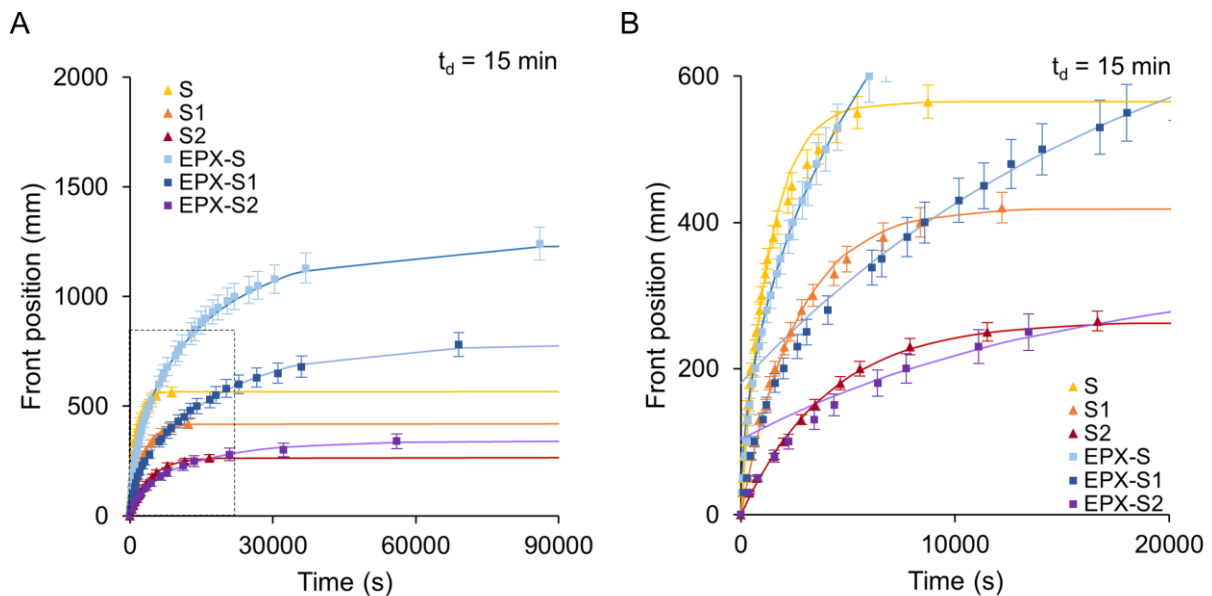 A
t_d = 15 min
2000
1500
1000
500
0
Front position (mm)
S
S1
S2
EPX-S
EPX-S1
EPX-S2
0 30000 60000 90000
Time (s)
B
t_d = 15 min
600
400
200
0
Front position (mm)
S
S1
S2
EPX-S
EPX-S1
EPX-S2
0 10000 20000
Time (s)